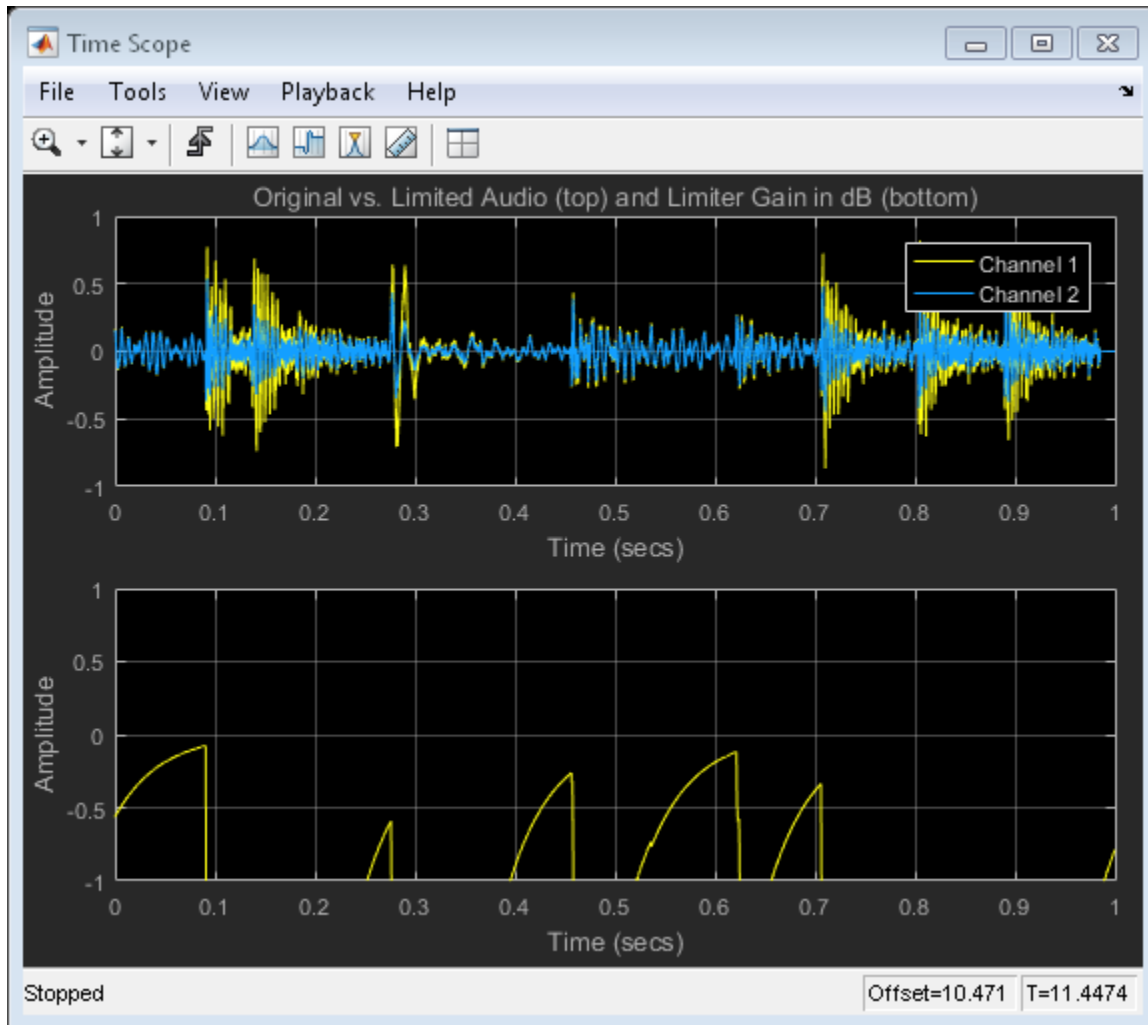 Time Scope
File Tools View Playback Help
Original vs. Limited Audio (top) and Limiter Gain in dB (bottom)
1
0.5
0
-0.5
-1
Amplitude
Channel 1
Channel 2
0 0.1 0.2 0.3 0.4 0.5 0.6 0.7 0.8 0.9 1
Time (secs)
1
0.5
0
-0.5
-1
Amplitude
0 0.1 0.2 0.3 0.4 0.5 0.6 0.7 0.8 0.9 1
Time (secs)
Stopped Offset=10.471 T=11.4474